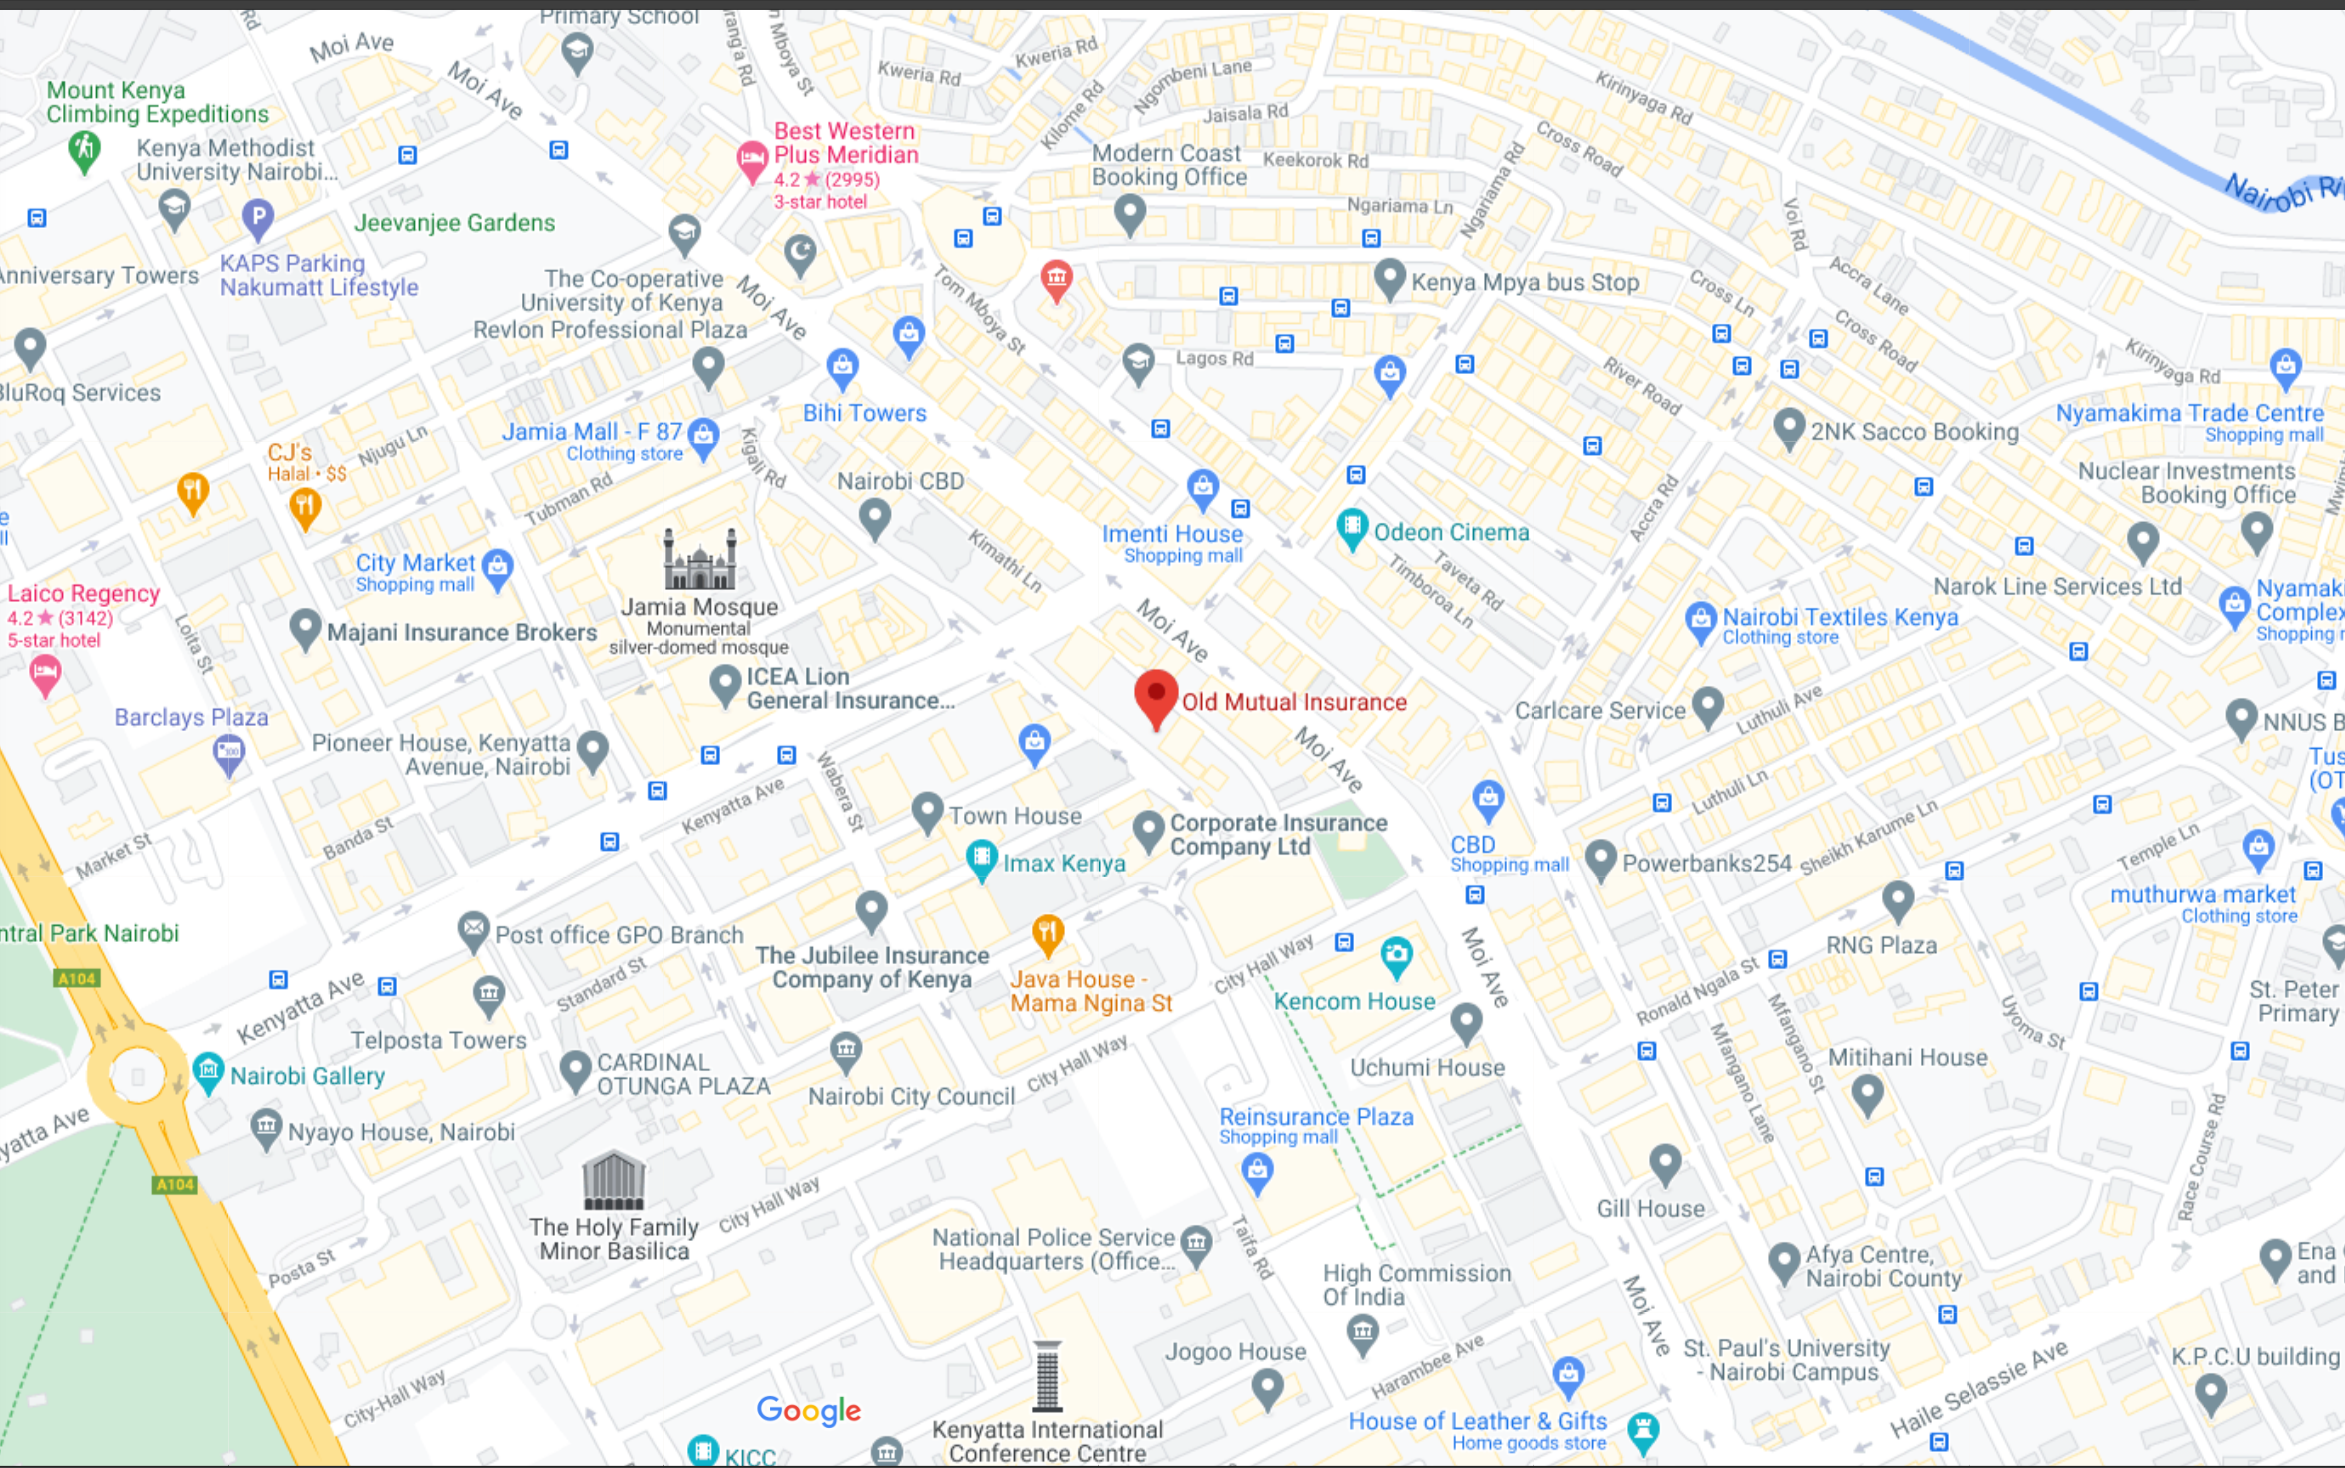 Primary School
Moi Ave
Moi Ave
Mboya St
Kweria Rd
Kweria Rd
Ngombeni Lane
Kilome Rd
Jaisala Rd
Kirinyaga Rd
Cross Road
Mount Kenya
Climbing Expeditions
Kenya Methodist
University Nairobi...
Best Western
Plus Meridian
4.2 ★ (2995)
3-star hotel
Modern Coast
Booking Office
Keekorok Rd
Ngariama Rd
Ngariama Ln
Nairobi Ri
Voi Rd
Jeevanjee Gardens
KAPS Parking
Nakumatt Lifestyle
Anniversary Towers
The Co-operative
University of Kenya
Revlon Professional Plaza
Moi Ave
Tom Mboya St
Kenya Mpya bus Stop
Cross Ln
Accra Lane
Cross Road
Kirinyaga Rd
BluRoq Services
Lagos Rd
River Road
Bihi Towers
Nyamakima Trade Centre
Shopping mall
2NK Sacco Booking
CJ's
Halal • $$
Njugu Ln
Jamia Mall - F 87
Clothing store
Kigali Rd
Tubman Rd
Nairobi CBD
Nuclear Investments
Booking Office
Accra Rd
Imenti House
Shopping mall
Odeon Cinema
Taveta Rd
Timboroa Ln
Kimathi Ln
City Market
Shopping mall
Narok Line Services Ltd
Nyamaki
Complex
Shopping
Laico Regency
4.2 ★ (3142)
5-star hotel
Jamia Mosque
Monumental
silver-domed mosque
Majani Insurance Brokers
Loita St
Moi Ave
Nairobi Textiles Kenya
Clothing store
ICEA Lion
General Insurance...
Old Mutual Insurance
Carlcare Service
Luthuli Ave
NNUS B
Barclays Plaza
Pioneer House, Kenyatta
Avenue, Nairobi
Wabera St
Moi Ave
Luthuli Ln
Tus
(OT
Kenyatta Ave
Town House
Corporate Insurance
Company Ltd
CBD
Shopping mall
Powerbanks254
Sheikh Karume Ln
Temple Ln
Market St
Banda St
Imax Kenya
muthurwa market
Clothing store
ntral Park Nairobi
Post office GPO Branch
The Jubilee Insurance
Company of Kenya
RNG Plaza
A104
Standard St
Java House -
Mama Ngina St
City Hall Way
Kencom House
Moi Ave
Ronald Ngala St
Mfangano St
Uyoma St
St. Peter
Primary
Kenyatta Ave
Telposta Towers
Mfangano Lane
Nairobi Gallery
CARDINAL
OTUNGA PLAZA
Nairobi City Council
City Hall Way
Uchumi House
Mitihani House
yatta Ave
Nyayo House, Nairobi
Reinsurance Plaza
Shopping mall
Race Course Rd
A104
The Holy Family
Minor Basilica
City Hall Way
Gill House
National Police Service
Headquarters (Office...
Taifa Rd
Posta St
High Commission
Of India
Afya Centre,
Nairobi County
Ena
and
Moi Ave
Jogoo House
Harambee Ave
St. Paul's University
- Nairobi Campus
Haile Selassie Ave
K.P.C.U building
City-Hall Way
Google
Kenyatta International
Conference Centre
House of Leather & Gifts
Home goods store
KICC